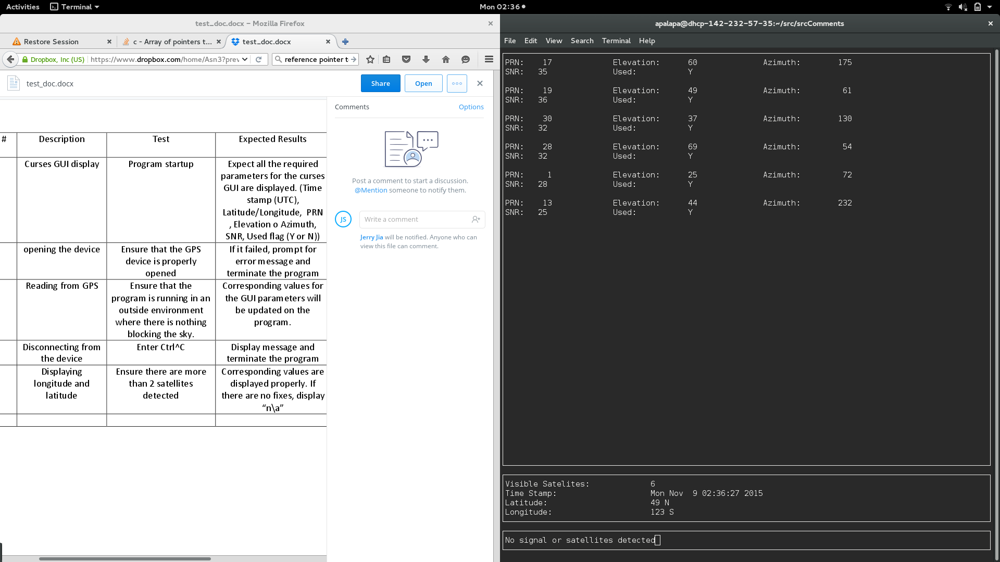 Activities Terminal Mon 02:36
test_doc.docx - Mozilla Firefox
Restore Session c - Array of pointers t... test_doc.docx
Dropbox, Inc (US) https://www.dropbox.com/home/Asn3?prev reference pointer t
test_doc.docx Share Open
Comments Options
Post a comment to start a discussion.
@Mention someone to notify them.
JS Write a comment
Jerry Jia will be notified. Anyone who can
view this file can comment.
# Description Test Expected Results
Curses GUI display Program startup Expect all the required
parameters for the curses
GUI are displayed. (Time
stamp (UTC),
Latitude/Longitude, PRN
, Elevation o Azimuth,
SNR, Used flag (Y or N))
opening the device Ensure that the GPS If it failed, prompt for
device is properly error message and
opened terminate the program
Reading from GPS Ensure that the Corresponding values for
program is running in an the GUI parameters will
outside environment be updated on the
where there is nothing program.
blocking the sky.
Disconnecting from Enter Ctrl^C Display message and
the device terminate the program
Displaying Ensure there are more Corresponding values are
longitude and than 2 satellites displayed properly. If
latitude detected there are no fixes, display
“n\a”
apalapa@dhcp-142-232-57-35:~/src/srcComments
File Edit View Search Terminal Help
PRN: 17 Elevation: 60 Azimuth: 175
SNR: 35 Used: Y
PRN: 19 Elevation: 49 Azimuth: 61
SNR: 36 Used: Y
PRN: 30 Elevation: 37 Azimuth: 130
SNR: 32 Used: Y
PRN: 28 Elevation: 69 Azimuth: 54
SNR: 32 Used: Y
PRN: 1 Elevation: 25 Azimuth: 72
SNR: 28 Used: Y
PRN: 13 Elevation: 44 Azimuth: 232
SNR: 25 Used: Y
Visible Satelites: 6
Time Stamp: Mon Nov 9 02:36:27 2015
Latitude: 49 N
Longitude: 123 S
No signal or satellites detected